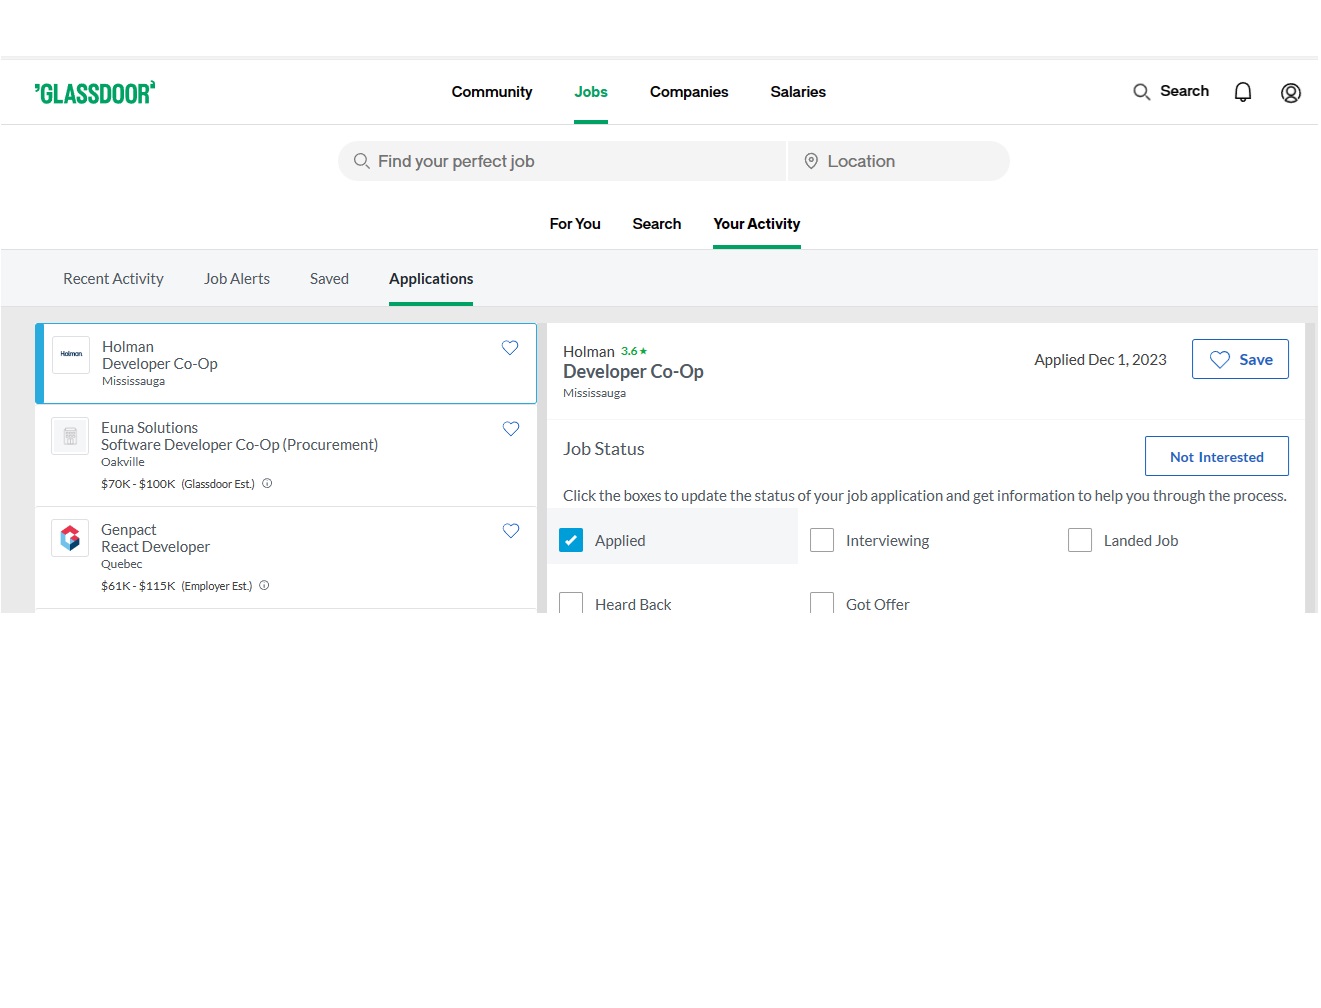 GLASSDOOR
Community Jobs Companies Salaries Search
Find your perfect job Location
For You Search Your Activity
Recent Activity Job Alerts Saved Applications
Holman
Holman
Developer Co-Op
Mississauga
Euna Solutions
Software Developer Co-Op (Procurement)
Oakville
$70K - $100K (Glassdoor Est.)
Genpact
React Developer
Quebec
$61K - $115K (Employer Est.)
Holman 3.6★
Developer Co-Op
Mississauga
Applied Dec 1, 2023
Save
Job Status
Not Interested
Click the boxes to update the status of your job application and get information to help you through the process.
Applied Interviewing Landed Job
Heard Back Got Offer